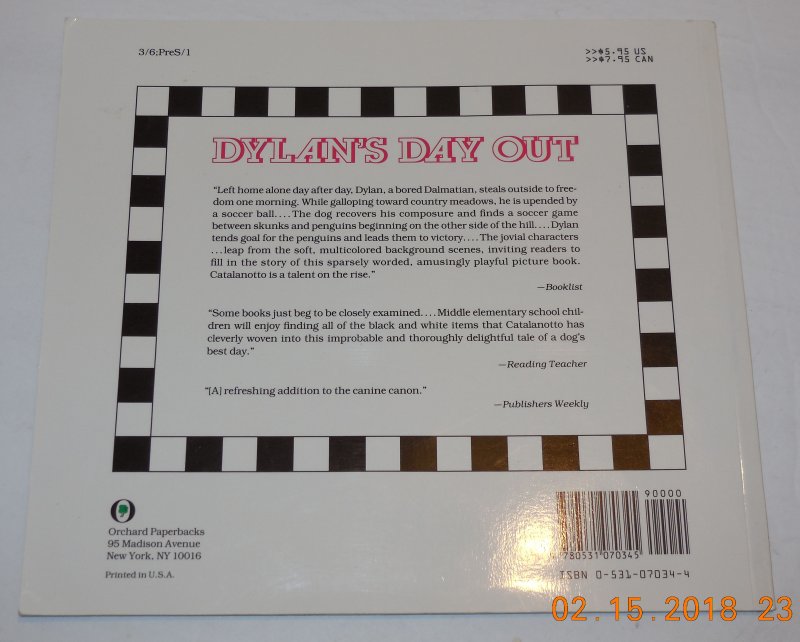 3/6;PreS/1
>>$5.95 US
>>$7.95 CAN
DYLAN'S DAY OUT
“Left home alone day after day, Dylan, a bored Dalmatian, steals outside to free-
dom one morning. While galloping toward country meadows, he is upended by
a soccer ball....The dog recovers his composure and finds a soccer game
between skunks and penguins beginning on the other side of the hill....Dylan
tends goal for the penguins and leads them to victory....The jovial characters
...leap from the soft, multicolored background scenes, inviting readers to
fill in the story of this sparsely worded, amusingly playful picture book.
Catalanotto is a talent on the rise.”
—Booklist
“Some books just beg to be closely examined....Middle elementary school chil-
dren will enjoy finding all of the black and white items that Catalanotto has
cleverly woven into this improbable and thoroughly delightful tale of a dog's
best day.”
—Reading Teacher
“[A] refreshing addition to the canine canon.”
—Publishers Weekly
Orchard Paperbacks
95 Madison Avenue
New York, NY 10016
Printed in U.S.A.
90000
780531 070345
ISBN 0-531-07034-4
02.15.2018 23